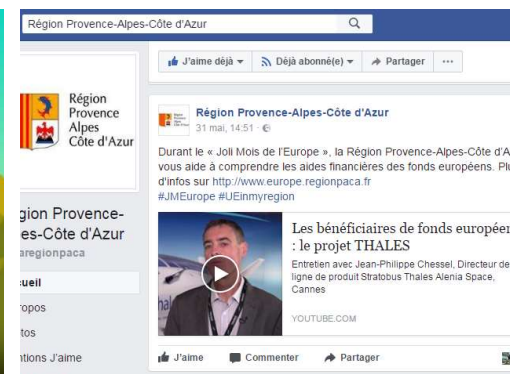 Région Provence-Alpes-Côte d'Azur
Région
Provence
Alpes
Côte d'Azur
gion Provence-
es-Côte d'Azur
aregionpaca
ueil
ropos
tos
ntions J'aime
J'aime déjà
Déjà abonné(e)
Partager
Région Provence-Alpes-Côte d'Azur
31 mai, 14:51
Durant le « Joli Mois de l'Europe », la Région Provence-Alpes-Côte d'A
vous aide à comprendre les aides financières des fonds européens. Plu
d'infos sur http://www.europe.regionpaca.fr
#JMEurope #UEinmyregion
Les bénéficiaires de fonds européen
: le projet THALES
Entretien avec Jean-Philippe Chessel, Directeur de
ligne de produit Stratobus Thales Alenia Space,
Cannes
YOUTUBE.COM
J'aime
Commenter
Partager